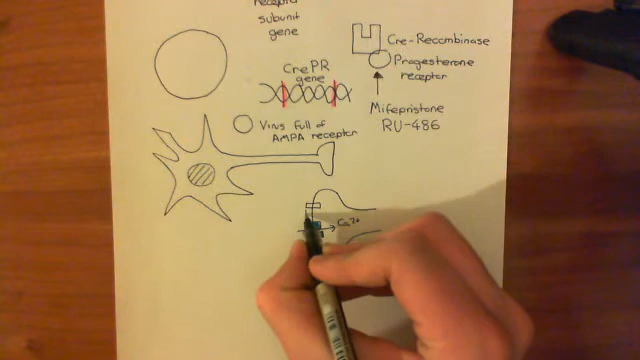 Receptor
subunit
gene
Cre-Recombinase
Progesterone
receptor
CrePR
gene
Mifepristone
RU-486
Virus full of
AMPA receptor
Ca2+